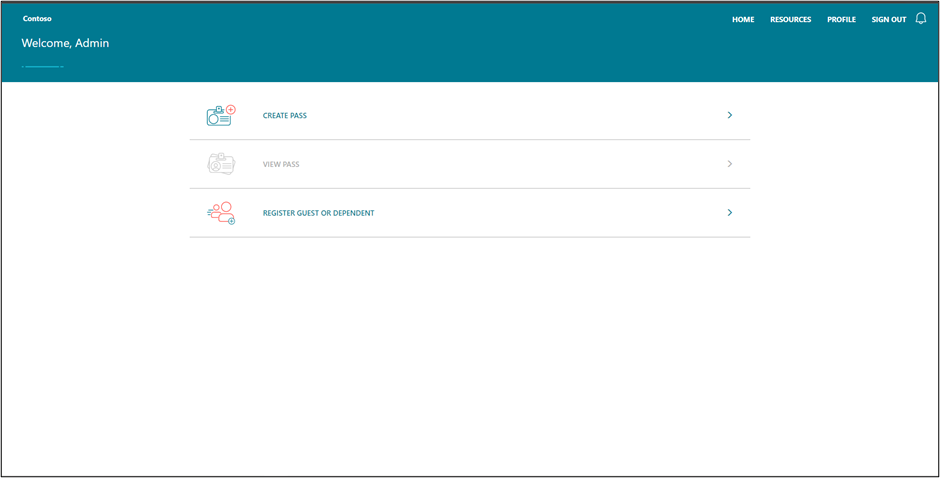 Contoso
HOME RESOURCES PROFILE SIGN OUT
Welcome, Admin
CREATE PASS
VIEW PASS
REGISTER GUEST OR DEPENDENT